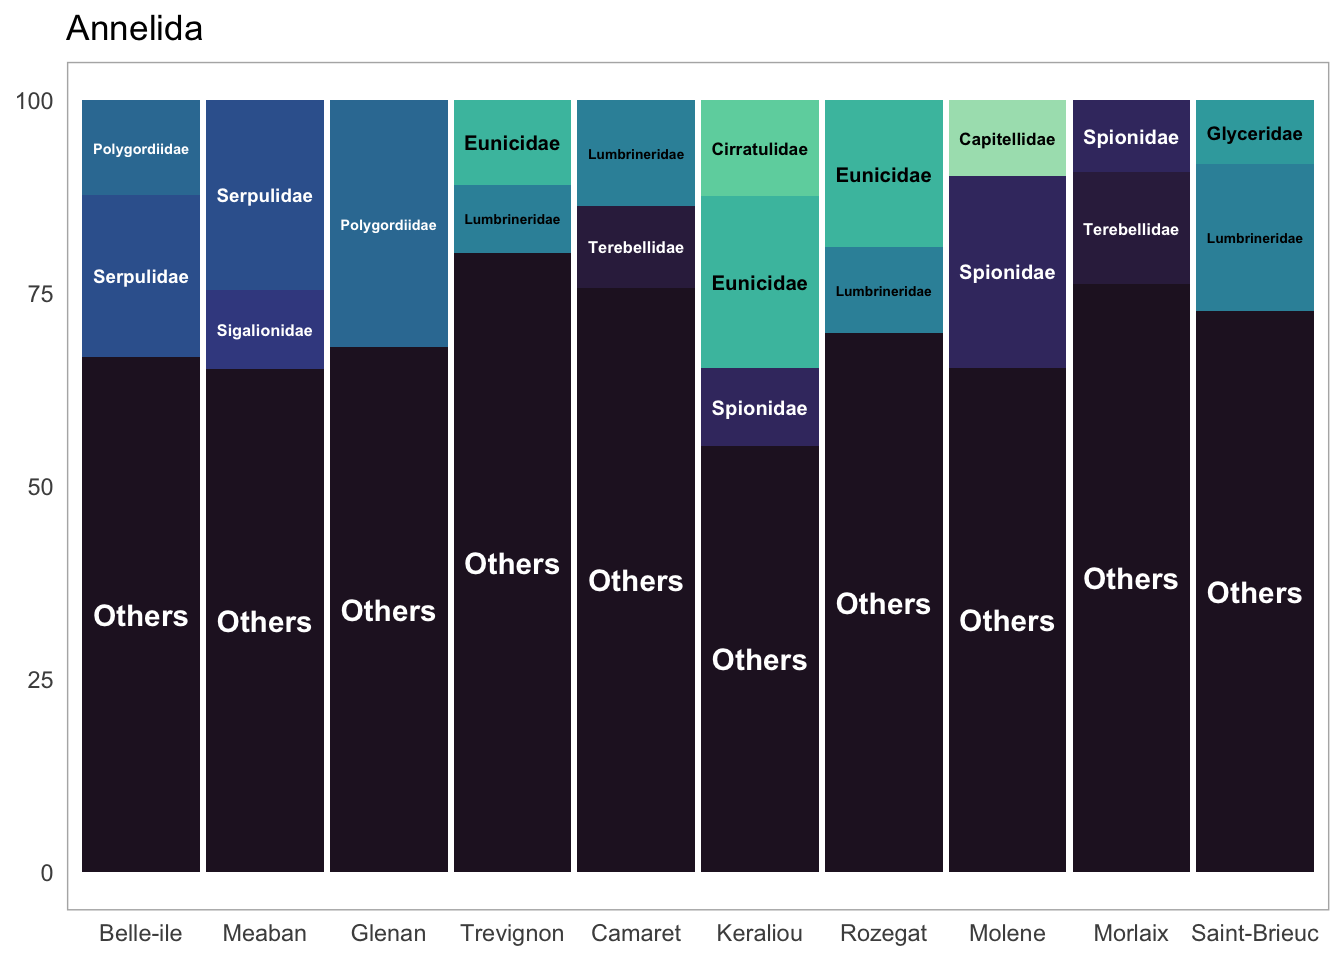 Annelida
100
75
50
25
0
Polygordiidae
Serpulidae
Others
Serpulidae
Sigalionidae
Others
Polygordiidae
Others
Eunicidae
Lumbrineridae
Others
Lumbrineridae
Terebellidae
Others
Cirratulidae
Eunicidae
Spionidae
Others
Eunicidae
Lumbrineridae
Others
Capitellidae
Spionidae
Others
Spionidae
Terebellidae
Others
Glyceridae
Lumbrineridae
Others
Belle-ile Meaban Glenan Trevignon Camaret Keraliou Rozegat Molene Morlaix Saint-Brieuc